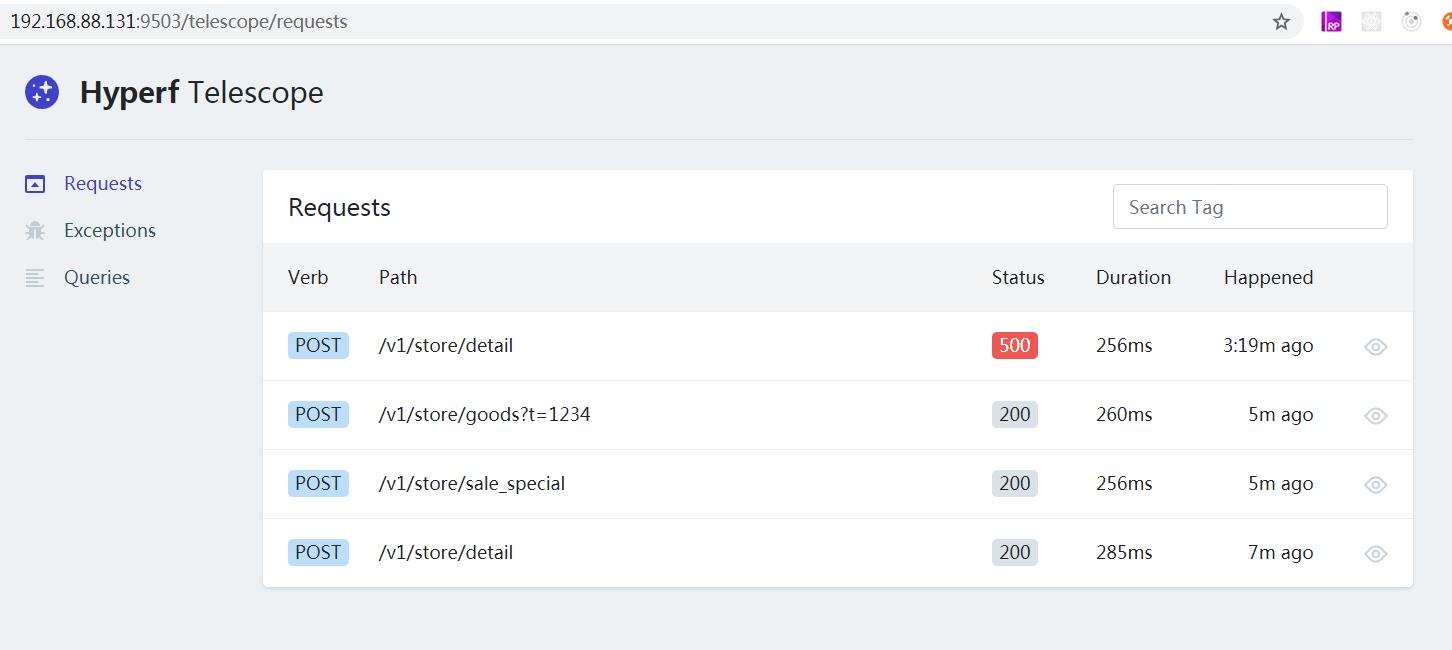 192.168.88.131:9503/telescope/requests
RP
Hyperf Telescope
Requests
Exceptions
Queries
Requests
Search Tag
Verb Path Status Duration Happened
POST /v1/store/detail 500 256ms 3:19m ago
POST /v1/store/goods?t=1234 200 260ms 5m ago
POST /v1/store/sale_special 200 256ms 5m ago
POST /v1/store/detail 200 285ms 7m ago